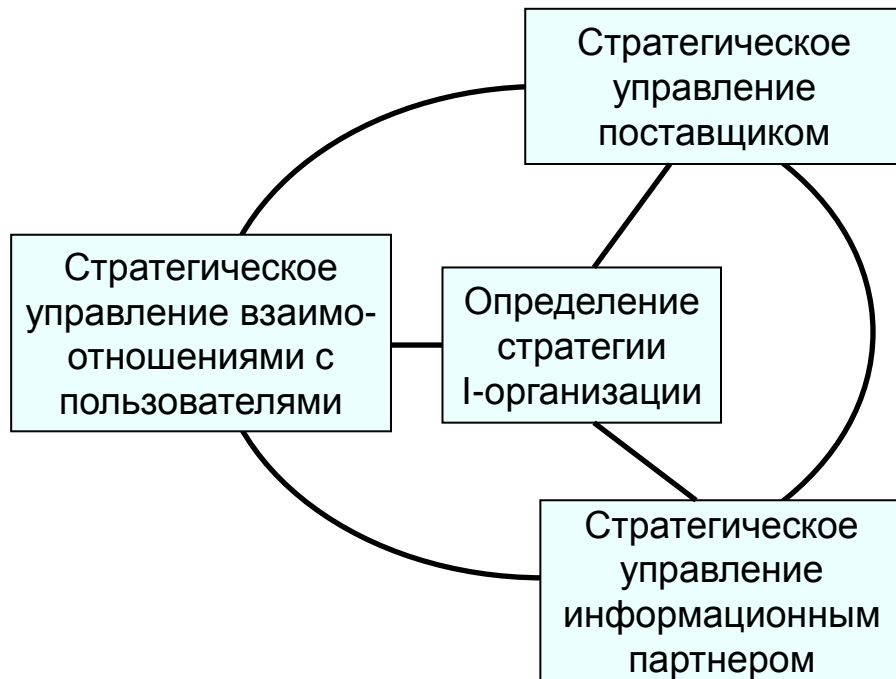 Стратегическое
управление
поставщиком
Стратегическое
управление взаимо-
отношениями с
пользователями
Определение
стратегии
I-организации
Стратегическое
управление
информационным
партнером